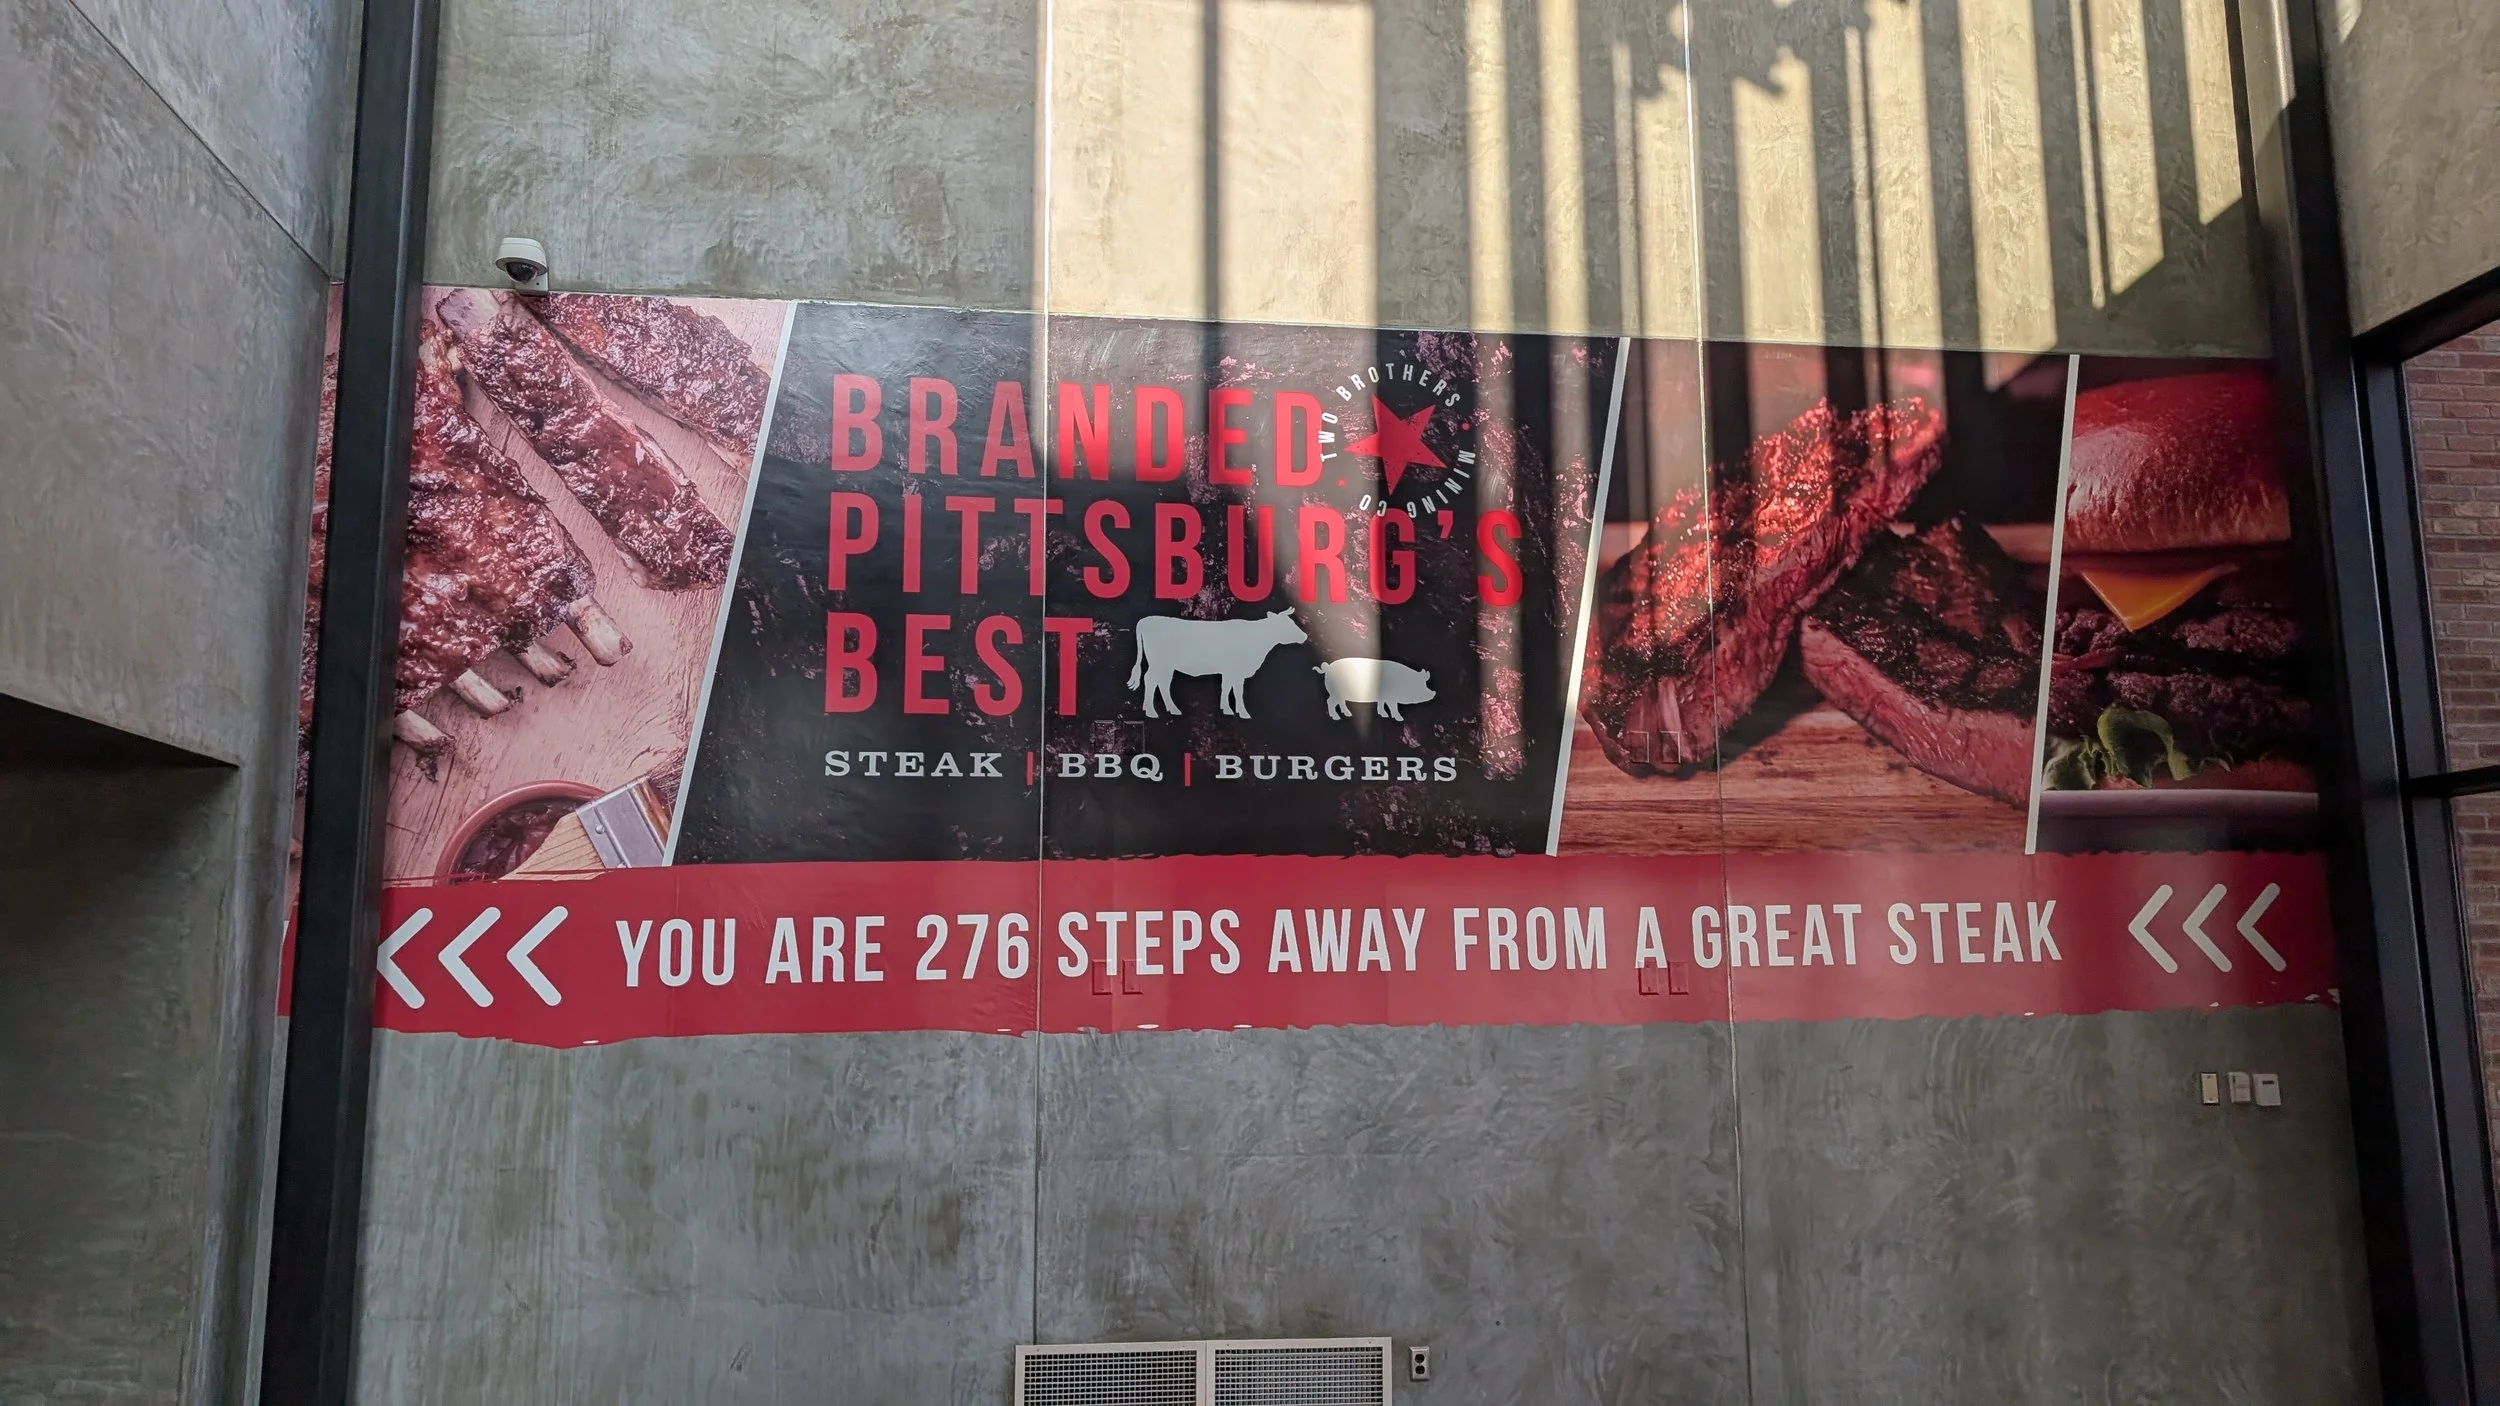 BRANDED.
PITTSBURG'S
BEST
TWO BROTHERS • MINING CO
STEAK | BBQ | BURGERS
<<< YOU ARE 276 STEPS AWAY FROM A GREAT STEAK <<<